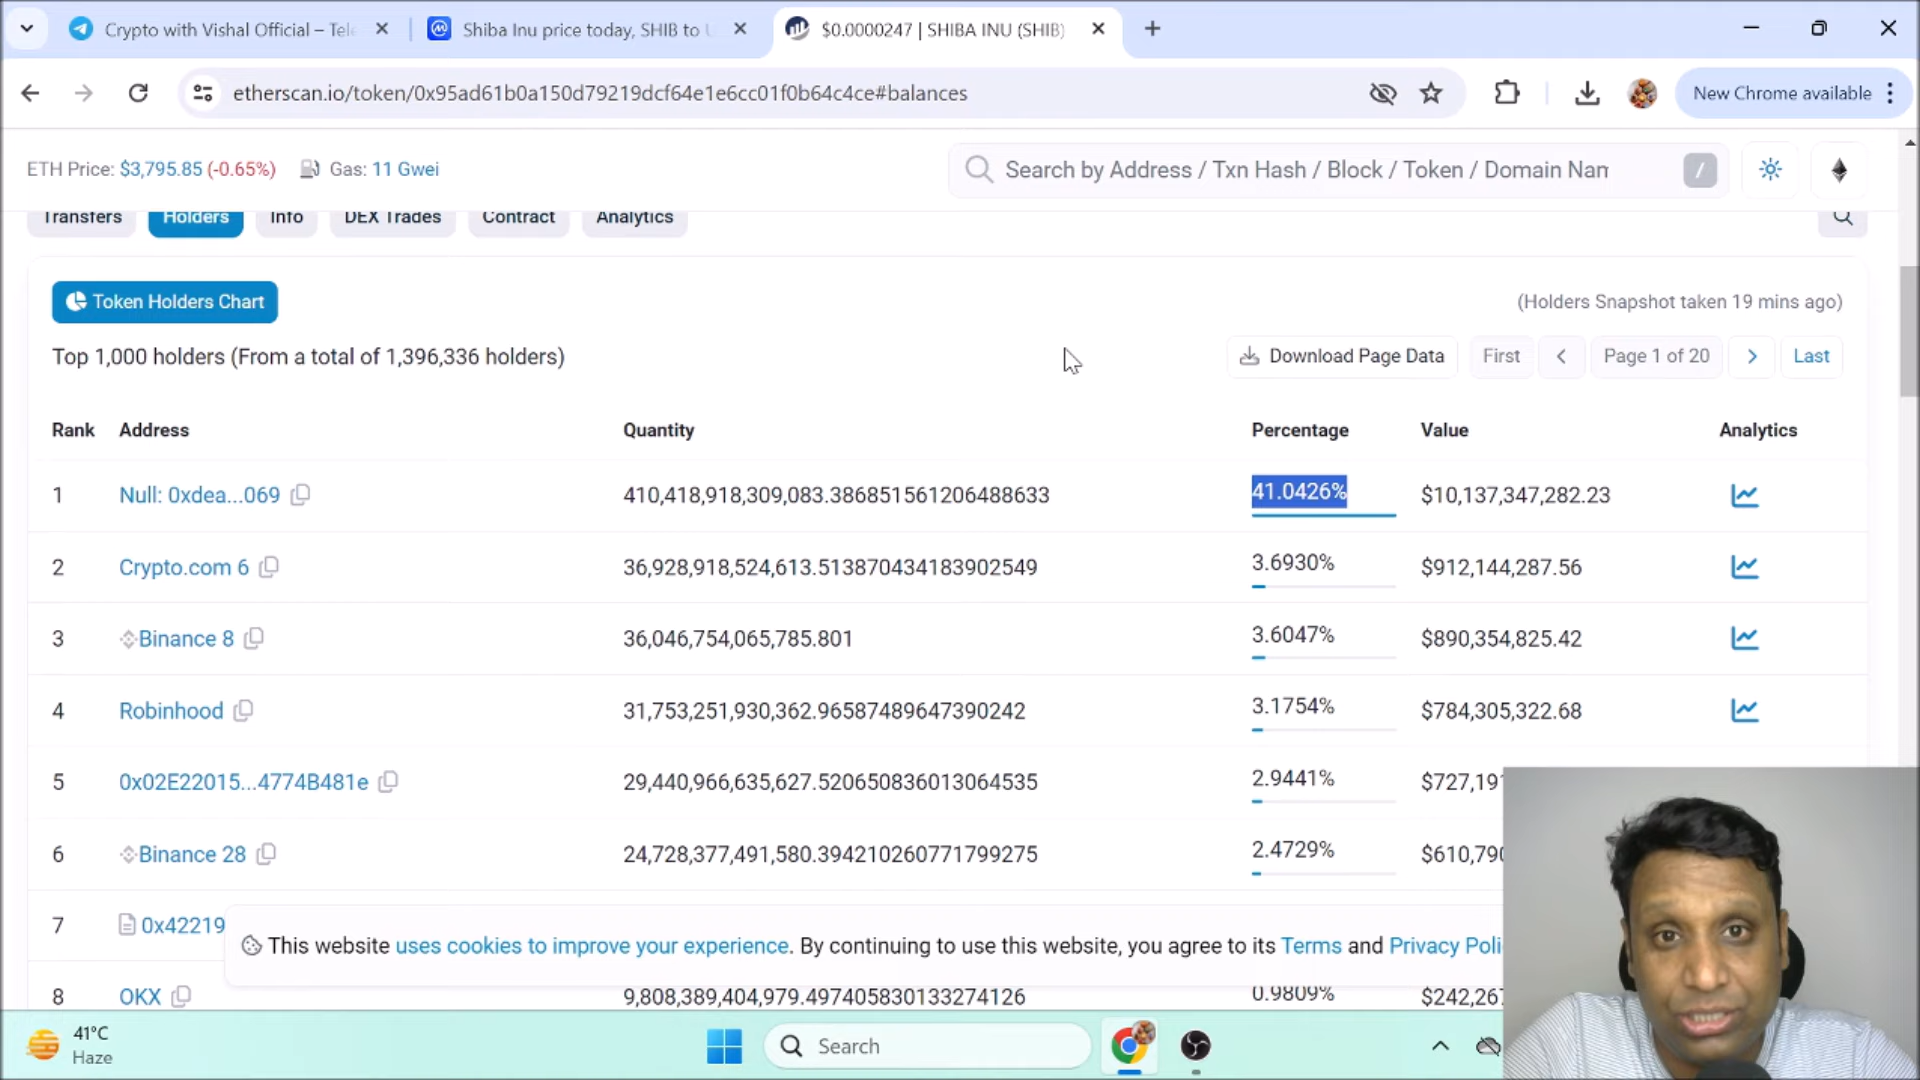 Crypto with Vishal Official – Tele
Shiba Inu price today, SHIB to U
$0.0000247 | SHIBA INU (SHIB)
etherscan.io/token/0x95ad61b0a150d79219dcf64e1e6cc01f0b64c4ce#balances
New Chrome available
ETH Price: $3,795.85 (-0.65%)
Gas: 11 Gwei
Search by Address / Txn Hash / Block / Token / Domain Nam
/
Transfers
Holders
Info
DEX Trades
Contract
Analytics
Token Holders Chart
(Holders Snapshot taken 19 mins ago)
Top 1,000 holders (From a total of 1,396,336 holders)
Download Page Data
First
Page 1 of 20
Last
Rank Address Quantity Percentage Value Analytics
1 Null: 0xdea...069 410,418,918,309,083.386851561206488633 41.0426% $10,137,347,282.23
2 Crypto.com 6 36,928,918,524,613.513870434183902549 3.6930% $912,144,287.56
3 Binance 8 36,046,754,065,785.801 3.6047% $890,354,825.42
4 Robinhood 31,753,251,930,362.96587489647390242 3.1754% $784,305,322.68
5 0x02E22015...4774B481e 29,440,966,635,627.520650836013064535 2.9441% $727,191
6 Binance 28 24,728,377,491,580.394210260771799275 2.4729% $610,790
7 0x42219
This website uses cookies to improve your experience. By continuing to use this website, you agree to its Terms and Privacy Poli
8 OKX 9,808,389,404,979.497405830133274126 0.9809% $242,267
41°C
Haze
Search